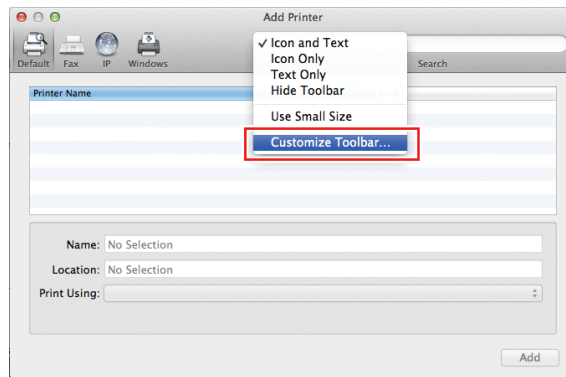 Add Printer
Default Fax IP Windows
✓ Icon and Text
Icon Only
Text Only
Hide Toolbar
Use Small Size
Customize Toolbar...
Search
Printer Name
Name: No Selection
Location: No Selection
Print Using:
Add